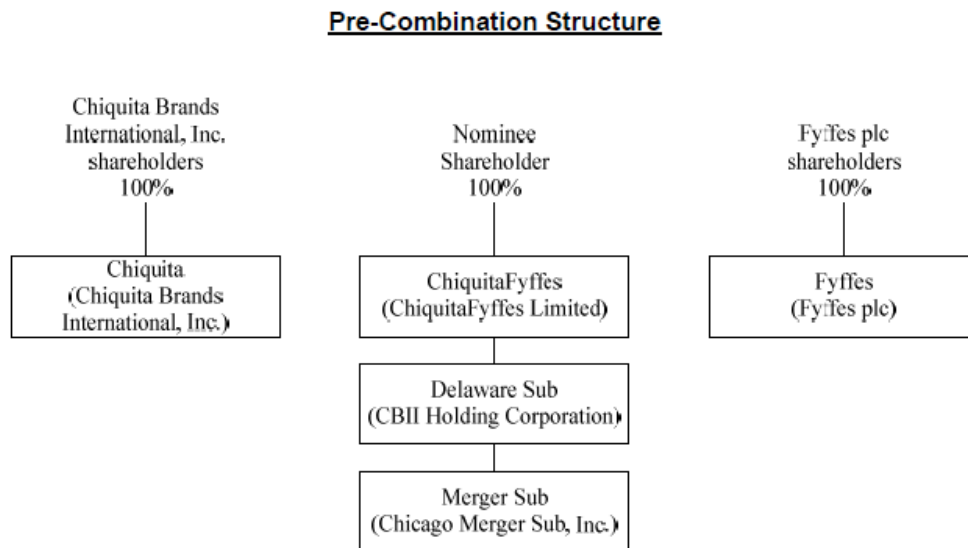 Pre-Combination Structure
Chiquita Brands
International, Inc.
shareholders
100%
Nominee
Shareholder
100%
Fyffes plc
shareholders
100%
Chiquita
(Chiquita Brands
International, Inc.)
ChiquitaFyffes
(ChiquitaFyffes Limited)
Fyffes
(Fyffes plc)
Delaware Sub
(CBII Holding Corporation)
Merger Sub
(Chicago Merger Sub, Inc.)